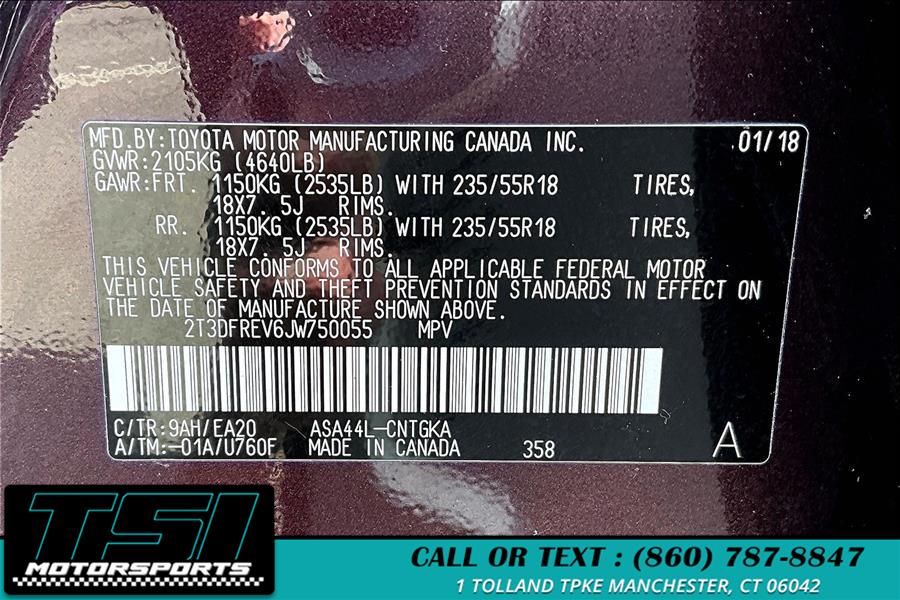 MFD.BY:TOYOTA MOTOR MANUFACTURING CANADA INC. 01/18
GVWR:2105KG (4640LB)
GAWR:FRT. 1150KG (2535LB) WITH 235/55R18 TIRES,
18X7. 5J RIMS.
RR. 1150KG (2535LB) WITH 235/55R18 TIRES,
18X7. 5J RIMS.
THIS VEHICLE CONFORMS TO ALL APPLICABLE FEDERAL MOTOR
VEHICLE SAFETY AND THEFT PREVENTION STANDARDS IN EFFECT ON
THE DATE OF MANUFACTURE SHOWN ABOVE.
2T3DFREV6JW750055 MPV
C/TR:9AH/EA20 ASA44L-CNTGKA
A/TM:-01A/U760F MADE IN CANADA 358 A
TSI
MOTORSPORTS
CALL OR TEXT : (860) 787-8847
1 TOLLAND TPKE MANCHESTER, CT 06042